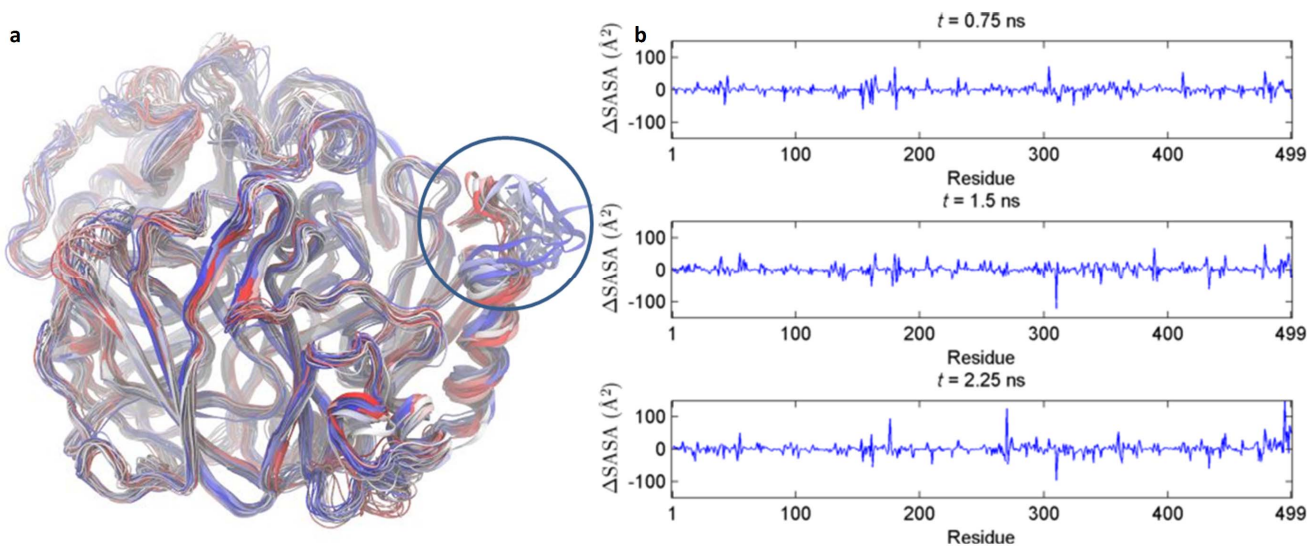 a
b
t = 0.75 ns
ΔSASA (Å²)
100
0
-100
1 100 200 300 400 499
Residue
t = 1.5 ns
ΔSASA (Å²)
100
0
-100
1 100 200 300 400 499
Residue
t = 2.25 ns
ΔSASA (Å²)
100
0
-100
1 100 200 300 400 499
Residue